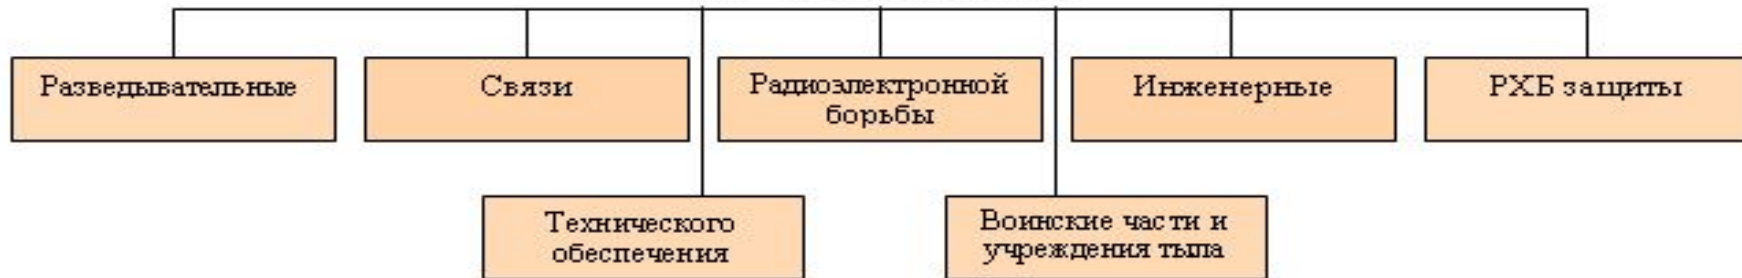 Разведывательные
Связи
Радиоэлектронной
борьбы
Инженерные
РХБ защиты
Технического
обеспечения
Воинские части и
учреждения тыла